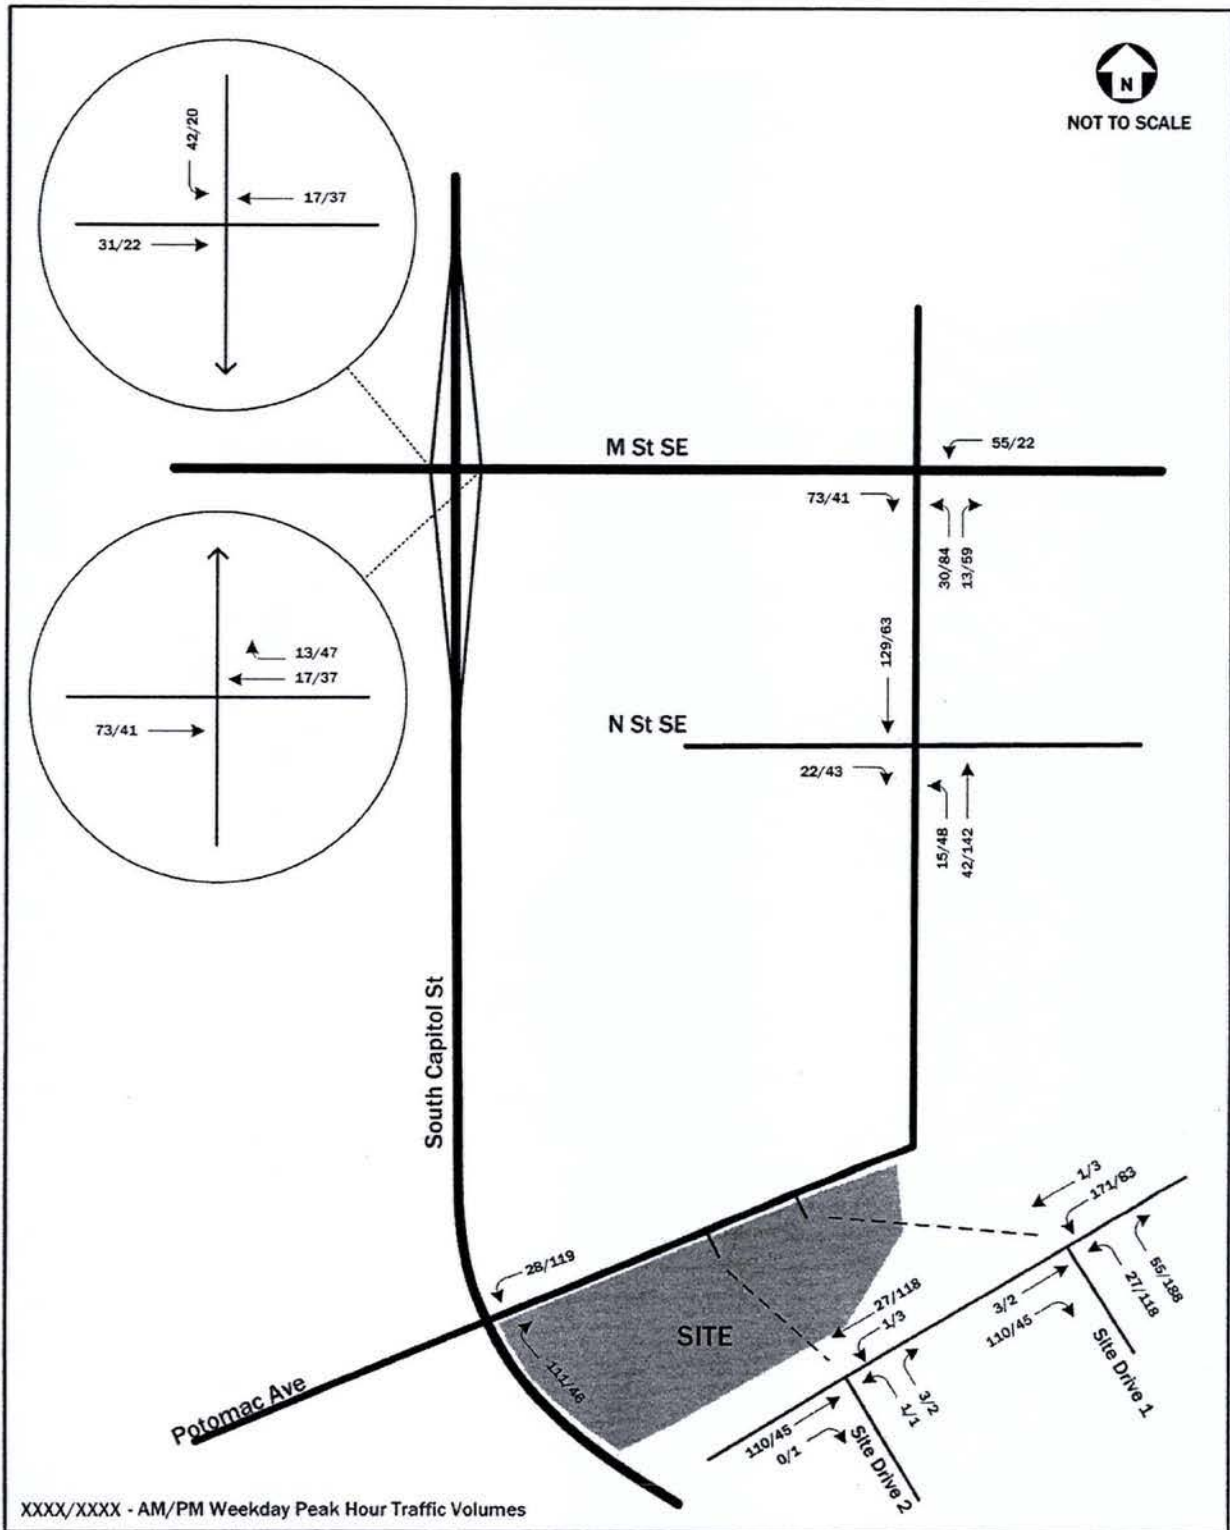 N
NOT TO SCALE
42/20
17/37
31/22
M St SE
55/22
73/41
30/84
13/59
13/47
17/37
73/41
129/63
N St SE
22/43
15/48
42/142
South Capitol St
1/3
171/83
28/119
27/118
1/3
55/188
27/118
3/2
110/45
SITE
111/46
Site Drive 1
3/2
1/1
110/45
0/1
Site Drive 2
Potomac Ave
XXXX/XXXX - AM/PM Weekday Peak Hour Traffic Volumes